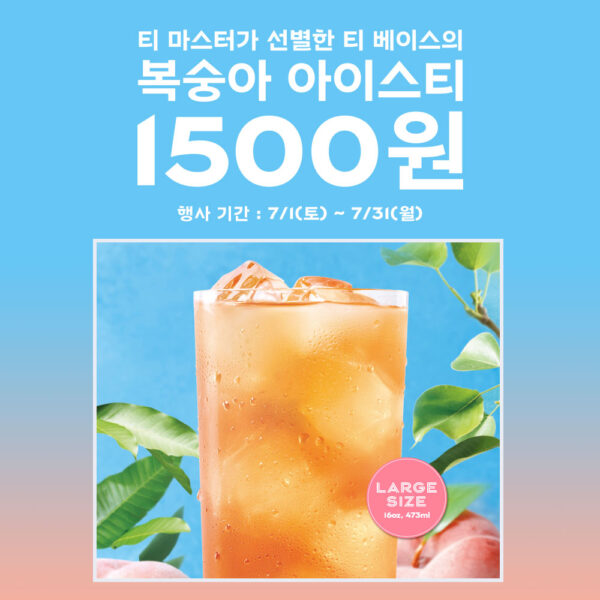 티 마스터가 선별한 티 베이스의
복숭아 아이스티
1500원
행사 기간 : 7/1(토) ~ 7/31(월)
LARGE
SIZE
16oz, 473ml